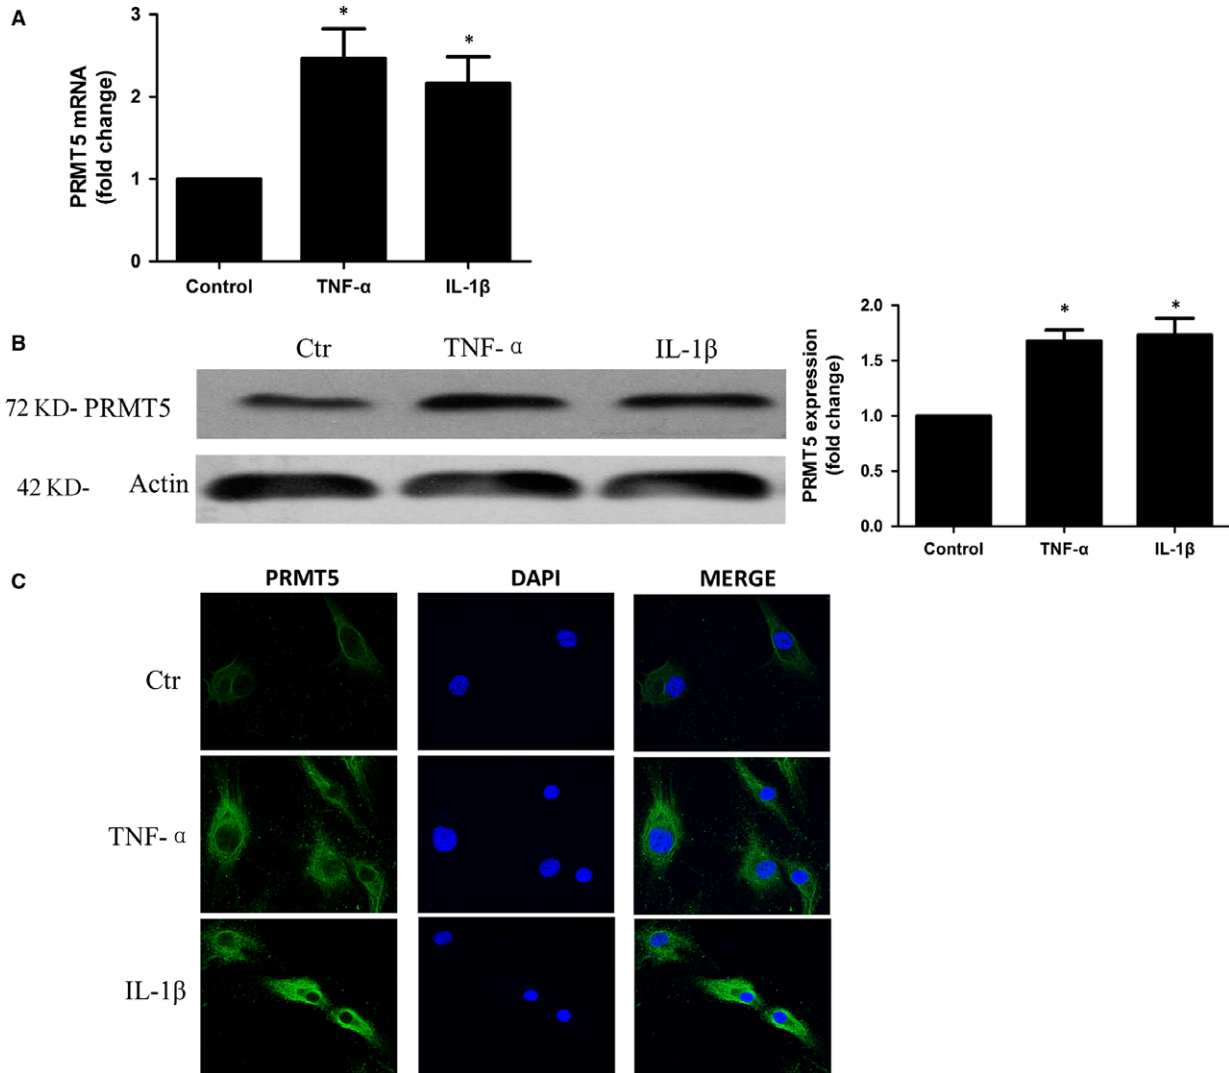 A
PRMT5 mRNA
(fold change)
3
2
1
0
*
*
Control TNF-α IL-1β
B
Ctr TNF- α IL-1β
72 KD- PRMT5
42 KD- Actin
PRMT5 expression
(fold change)
2.0
1.5
1.0
0.5
0.0
*
*
Control TNF-α IL-1β
C
PRMT5 DAPI MERGE
Ctr
TNF- α
IL-1β